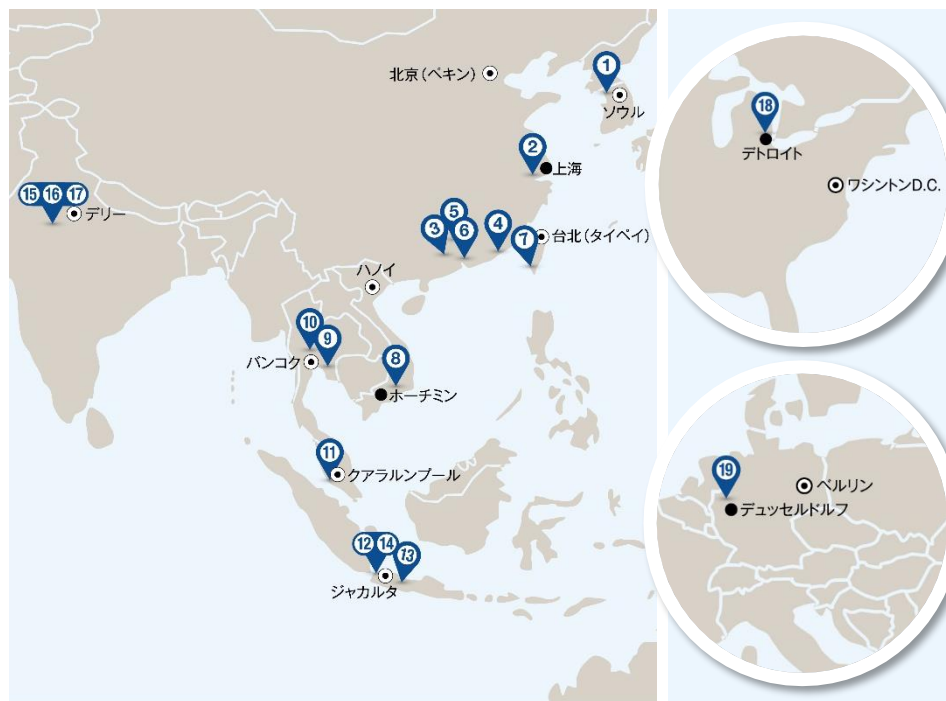 北京（ペキン）
1
ソウル
2
上海
15 16 17
デリー
5
3
6
4
7
台北（タイペイ）
ハノイ
10
9
バンコク
8
ホーチミン
11
クアラルンプール
12 14
13
ジャカルタ
18
デトロイト
ワシントンD.C.
19
ベルリン
デュッセルドルフ